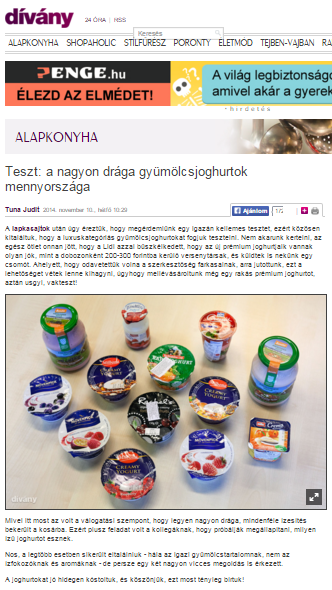 dívány
24 ÓRA | RSS
Keresés
ALAPKONYHA SHOPAHOLIC STÍLFÜRÉSZ PORONTY ÉLETMÓD TEJBEN-VAJBAN RA
PENGE.hu
ÉLEZD AZ ELMÉDET!
A világ legbiztonságo
amivel akár a gyerek
hirdetés
ALAPKONYHA
Teszt: a nagyon drága gyümölcsjoghurtok
mennyországa
Tuna Judit 2014. november 10., hétfő 10:29
Ajánlom
A lapkasajtok után úgy éreztük, hogy megérdemlünk egy igazán kellemes tesztet, ezért közösen
kitaláltuk, hogy a luxuskategóriás gyümölcsjoghurtokat fogjuk tesztelni. Nem akarunk kertelni, az
egész ötlet onnan jött, hogy a Lidl azzal büszkélkedett, hogy az új prémium joghurtjaik vannak
olyan jók, mint a dobozonként 200-300 forintba kerülő versenytársak, és küldtek is nekünk egy
csomót. Ahelyett, hogy odavetettük volna a szerkesztőség farkasainak, arra jutottunk, ezt a
lehetőséget vétek lenne kihagyni, úgyhogy mellévásároltunk még egy rakás prémium joghurtot,
aztán usgyi, vakteszt!
CREAMY
YOGURT
dívány
Mivel itt most az volt a válogatási szempont, hogy legyen nagyon drága, mindenféle ízesítés
bekerült a kosárba. Ezért plusz feladat volt a kollégáknak, hogy próbálják megállapítani, milyen
ízű joghurtot esznek.
Nos, a legtöbb esetben sikerült eltalálniuk - hála az igazi gyümölcstartalomnak, nem az
ízfokozóknak és aromáknak - de persze egy két nagyon vicces megoldás is érkezett.
A joghurtokat jó hidegen kóstoltuk, és köszönjük, ezt most tényleg bírtuk!